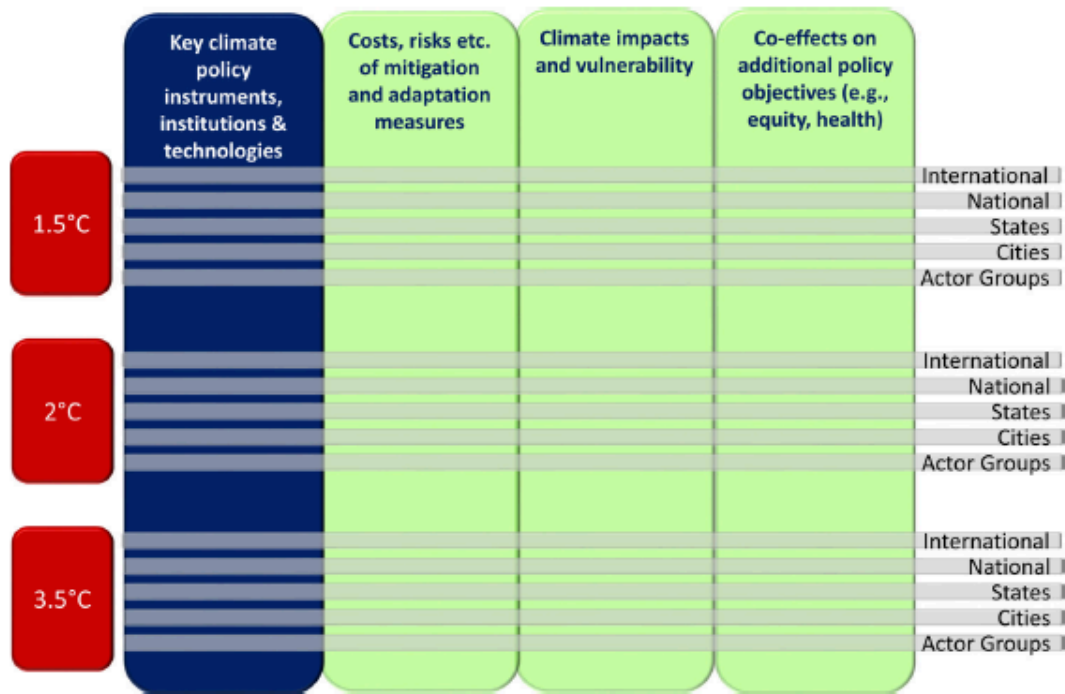 Key climate
policy
instruments,
institutions &
technologies
Costs, risks etc.
of mitigation
and adaptation
measures
Climate impacts
and vulnerability
Co-effects on
additional policy
objectives (e.g.,
equity, health)
1.5°C
International
National
States
Cities
Actor Groups
2°C
International
National
States
Cities
Actor Groups
3.5°C
International
National
States
Cities
Actor Groups